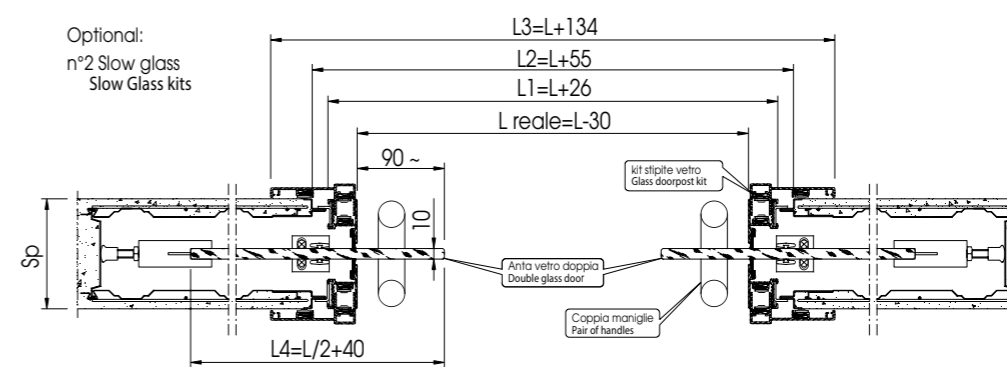 Optional:
n°2 Slow glass
Slow Glass kits
L3=L+134
L2=L+55
L1=L+26
L reale=L-30
90 ~
10
Sp
kit stipite vetro
Glass doorpost kit
Anta vetro doppia
Double glass door
Coppia maniglie
Pair of handles
L4=L/2+40